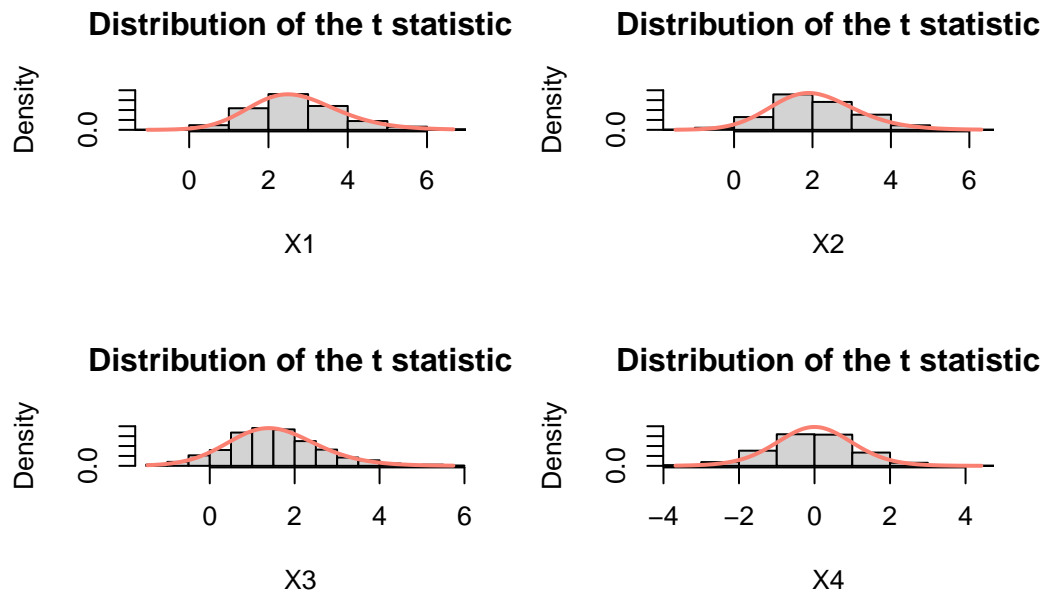 Distribution of the t statistic
Density
0.0
0 2 4 6
X1
Distribution of the t statistic
Density
0.0
0 2 4 6
X2
Distribution of the t statistic
Density
0.0
0 2 4 6
X3
Distribution of the t statistic
Density
0.0
−4 −2 0 2 4
X4